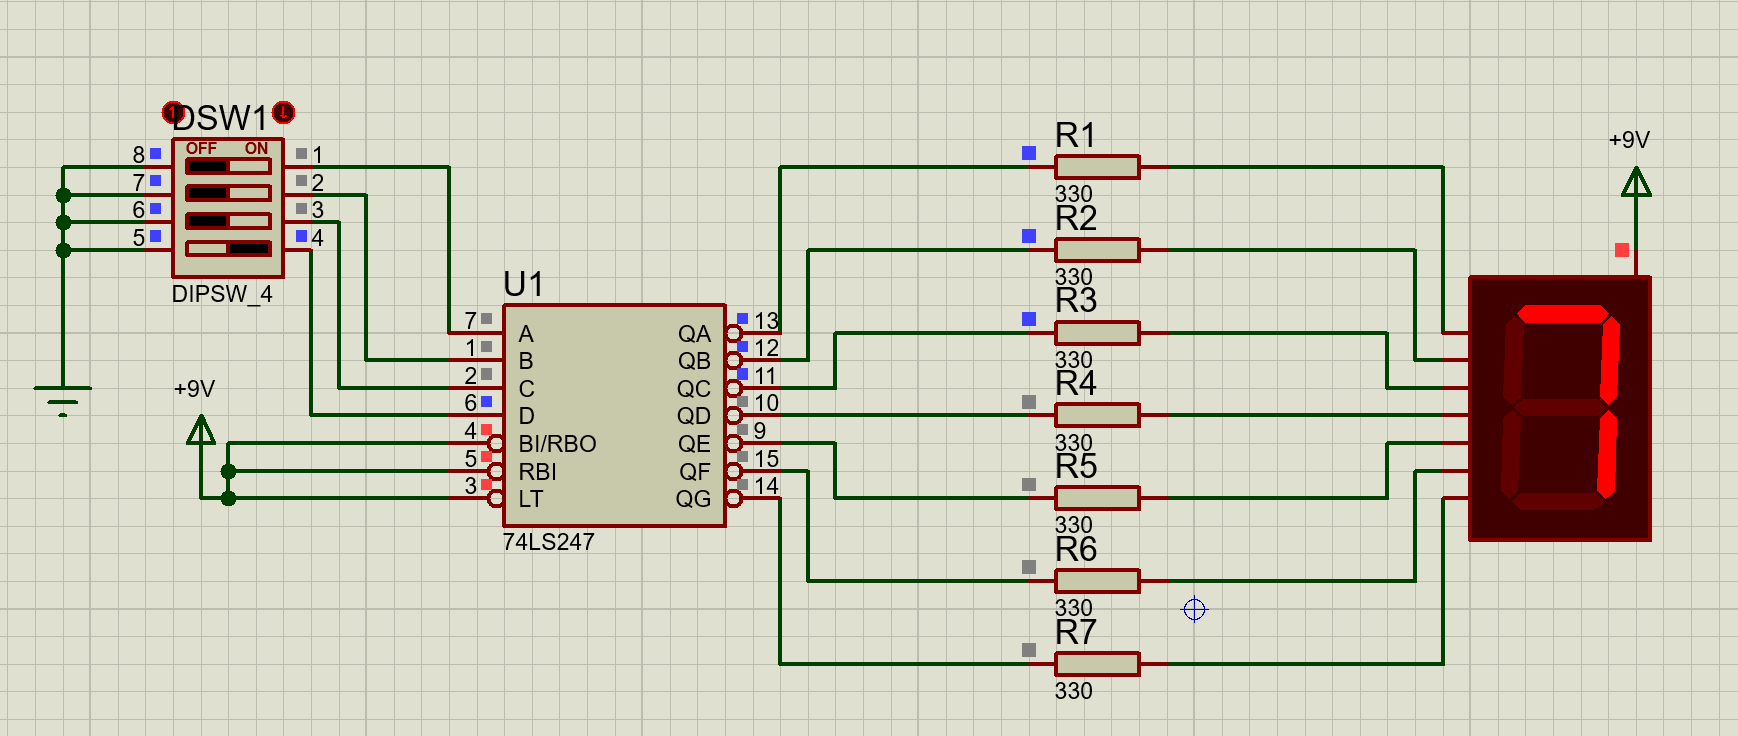 DSW1
OFF ON
8 1
7 2
6 3
5 4
DIPSW_4
+9V
U1
7 A QA 13
1 B QB 12
2 C QC 11
6 D QD 10
4 BI/RBO QE 9
5 RBI QF 15
3 LT QG 14
74LS247
R1
330
R2
330
R3
330
R4
330
R5
330
R6
330
R7
330
+9V